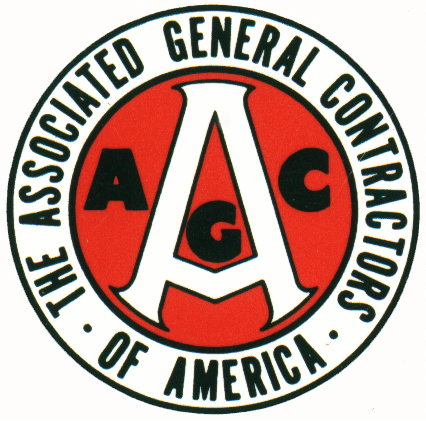 THE ASSOCIATED GENERAL CONTRACTORS
• OF AMERICA •
A
A G C